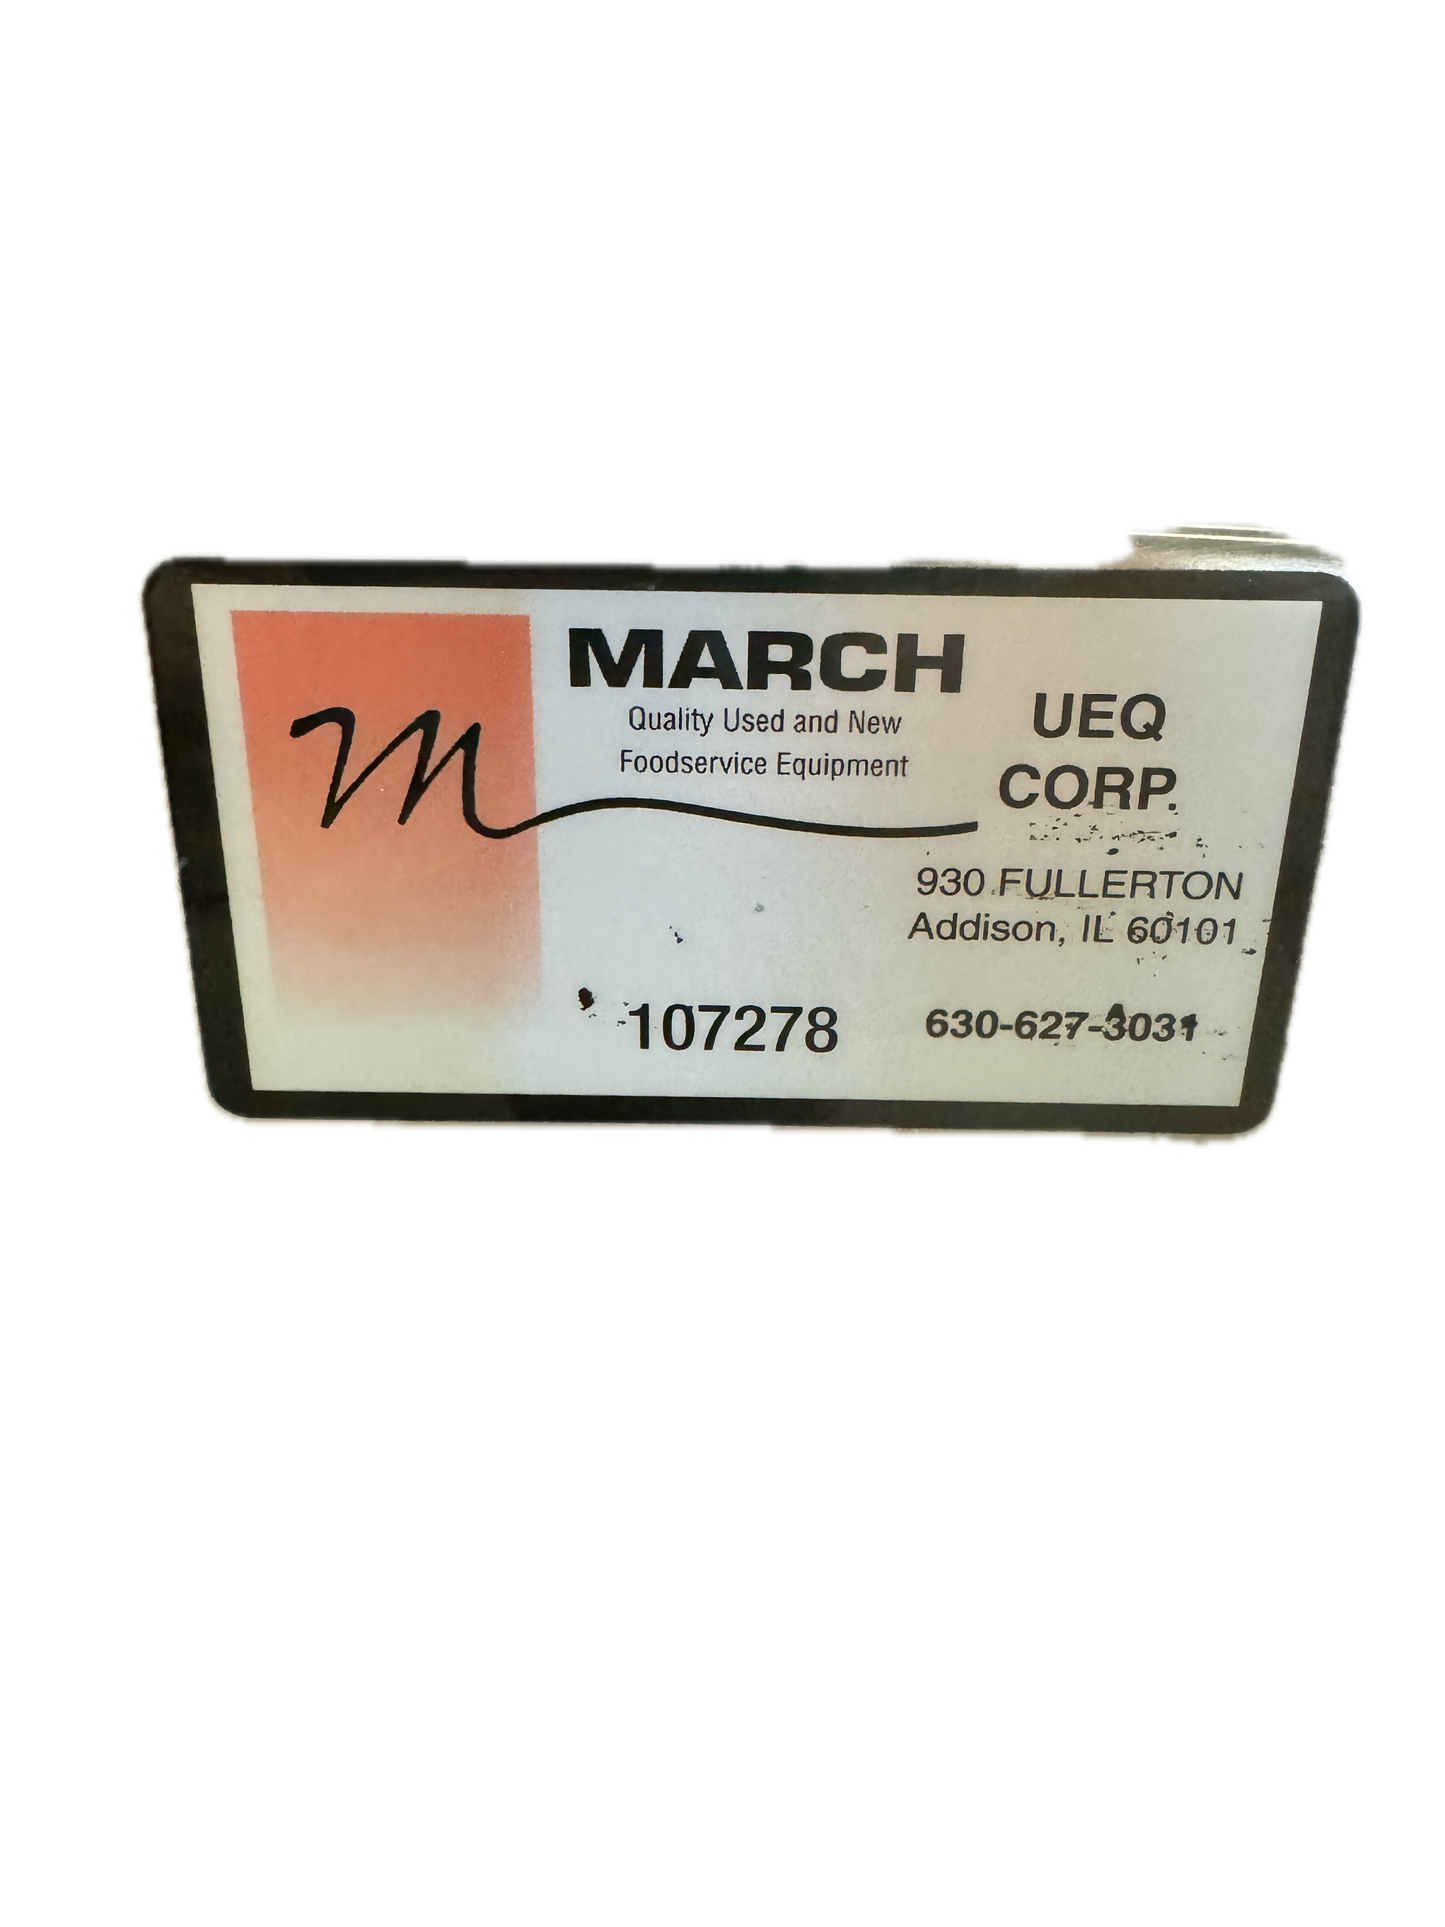 m
MARCH
Quality Used and New
Foodservice Equipment
UEQ
CORP.
930 FULLERTON
Addison, IL 60101
107278
630-627-3031